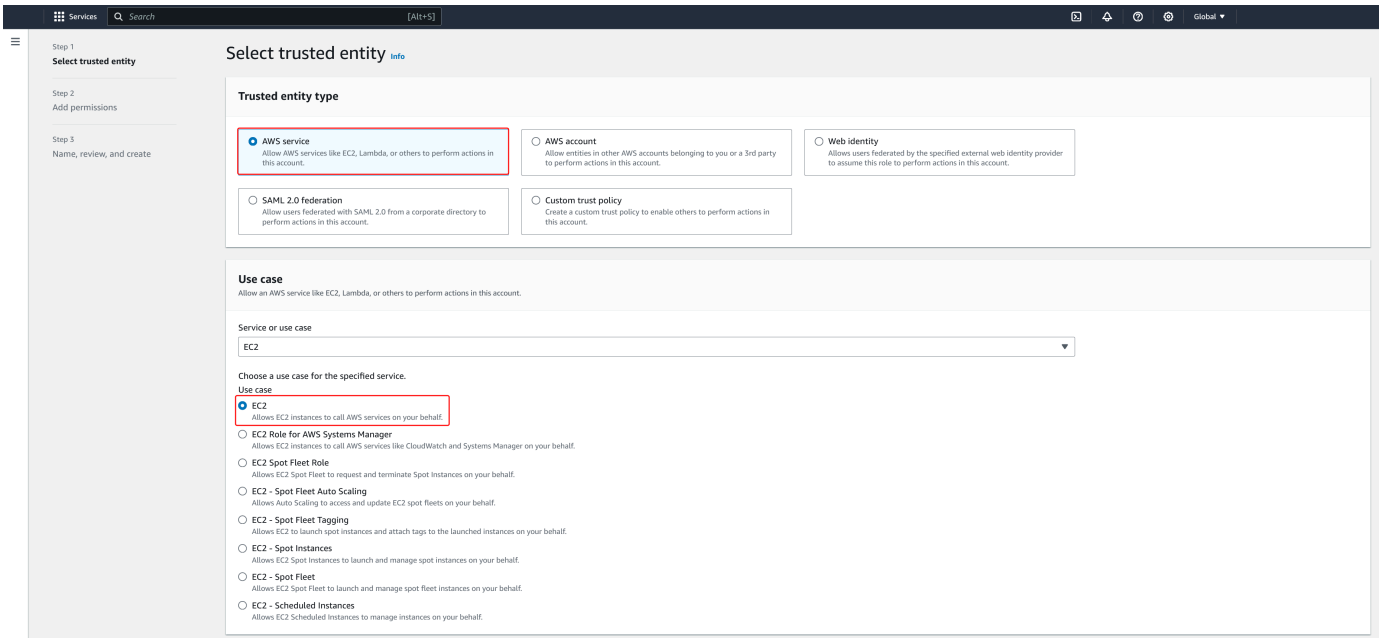 Services
Search
[Alt+S]
Global
Step 1
Select trusted entity
Step 2
Add permissions
Step 3
Name, review, and create
Select trusted entity Info
Trusted entity type
AWS service
Allow AWS services like EC2, Lambda, or others to perform actions in
this account.
AWS account
Allow entities in other AWS accounts belonging to you or a 3rd party
to perform actions in this account.
Web identity
Allows users federated by the specified external web identity provider
to assume this role to perform actions in this account.
SAML 2.0 federation
Allow users federated with SAML 2.0 from a corporate directory to
perform actions in this account.
Custom trust policy
Create a custom trust policy to enable others to perform actions in
this account.
Use case
Allow an AWS service like EC2, Lambda, or others to perform actions in this account.
Service or use case
EC2
Choose a use case for the specified service.
Use case
EC2
Allows EC2 instances to call AWS services on your behalf.
EC2 Role for AWS Systems Manager
Allows EC2 instances to call AWS services like CloudWatch and Systems Manager on your behalf.
EC2 Spot Fleet Role
Allows EC2 Spot Fleet to request and terminate Spot Instances on your behalf.
EC2 - Spot Fleet Auto Scaling
Allows Auto Scaling to access and update EC2 spot fleets on your behalf.
EC2 - Spot Fleet Tagging
Allows EC2 to launch spot instances and attach tags to the launched instances on your behalf.
EC2 - Spot Instances
Allows EC2 Spot Instances to launch and manage spot instances on your behalf.
EC2 - Spot Fleet
Allows EC2 Spot Fleet to launch and manage spot fleet instances on your behalf.
EC2 - Scheduled Instances
Allows EC2 Scheduled Instances to manage instances on your behalf.